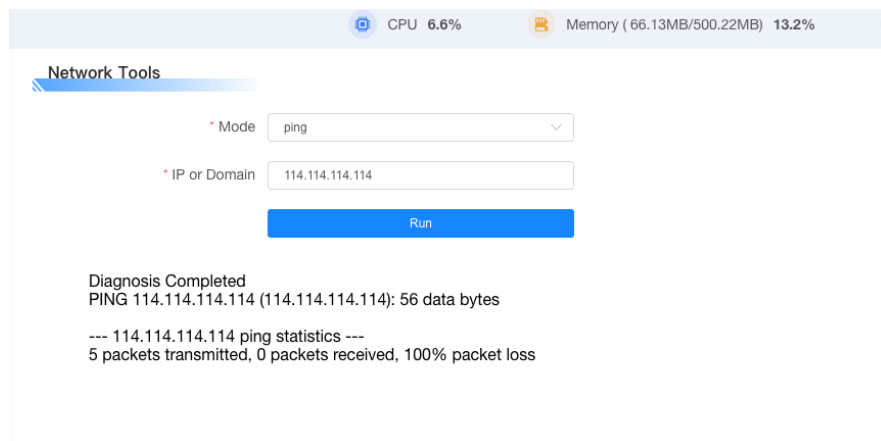 CPU 6.6% Memory ( 66.13MB/500.22MB) 13.2%
Network Tools
* Mode ping
* IP or Domain 114.114.114.114
Run
Diagnosis Completed
PING 114.114.114.114 (114.114.114.114): 56 data bytes
--- 114.114.114.114 ping statistics ---
5 packets transmitted, 0 packets received, 100% packet loss